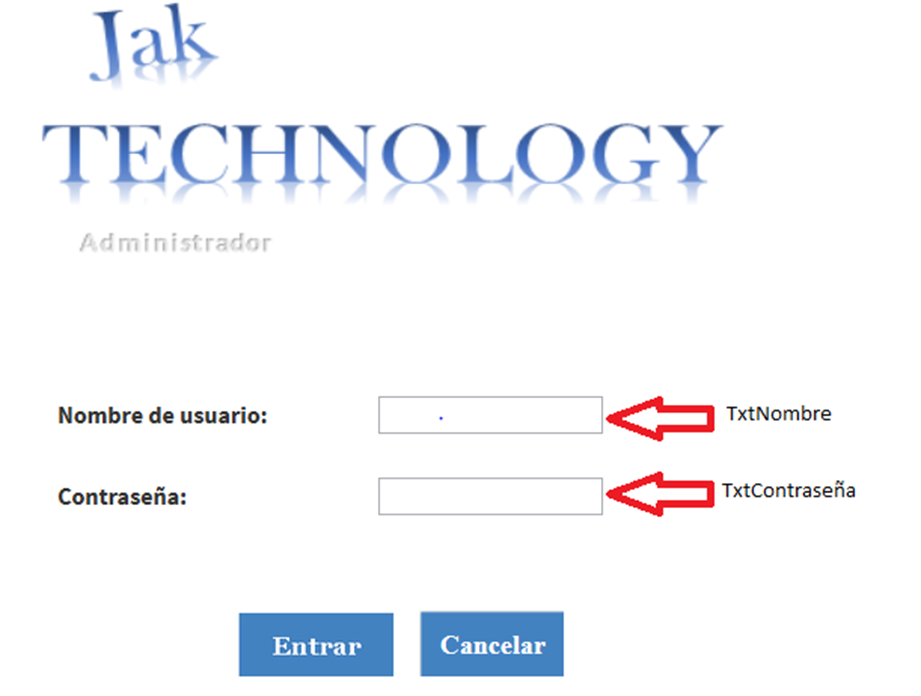 Jak
TECHNOLOGY
Administrador
Nombre de usuario:
TxtNombre
Contraseña:
TxtContraseña
Entrar
Cancelar